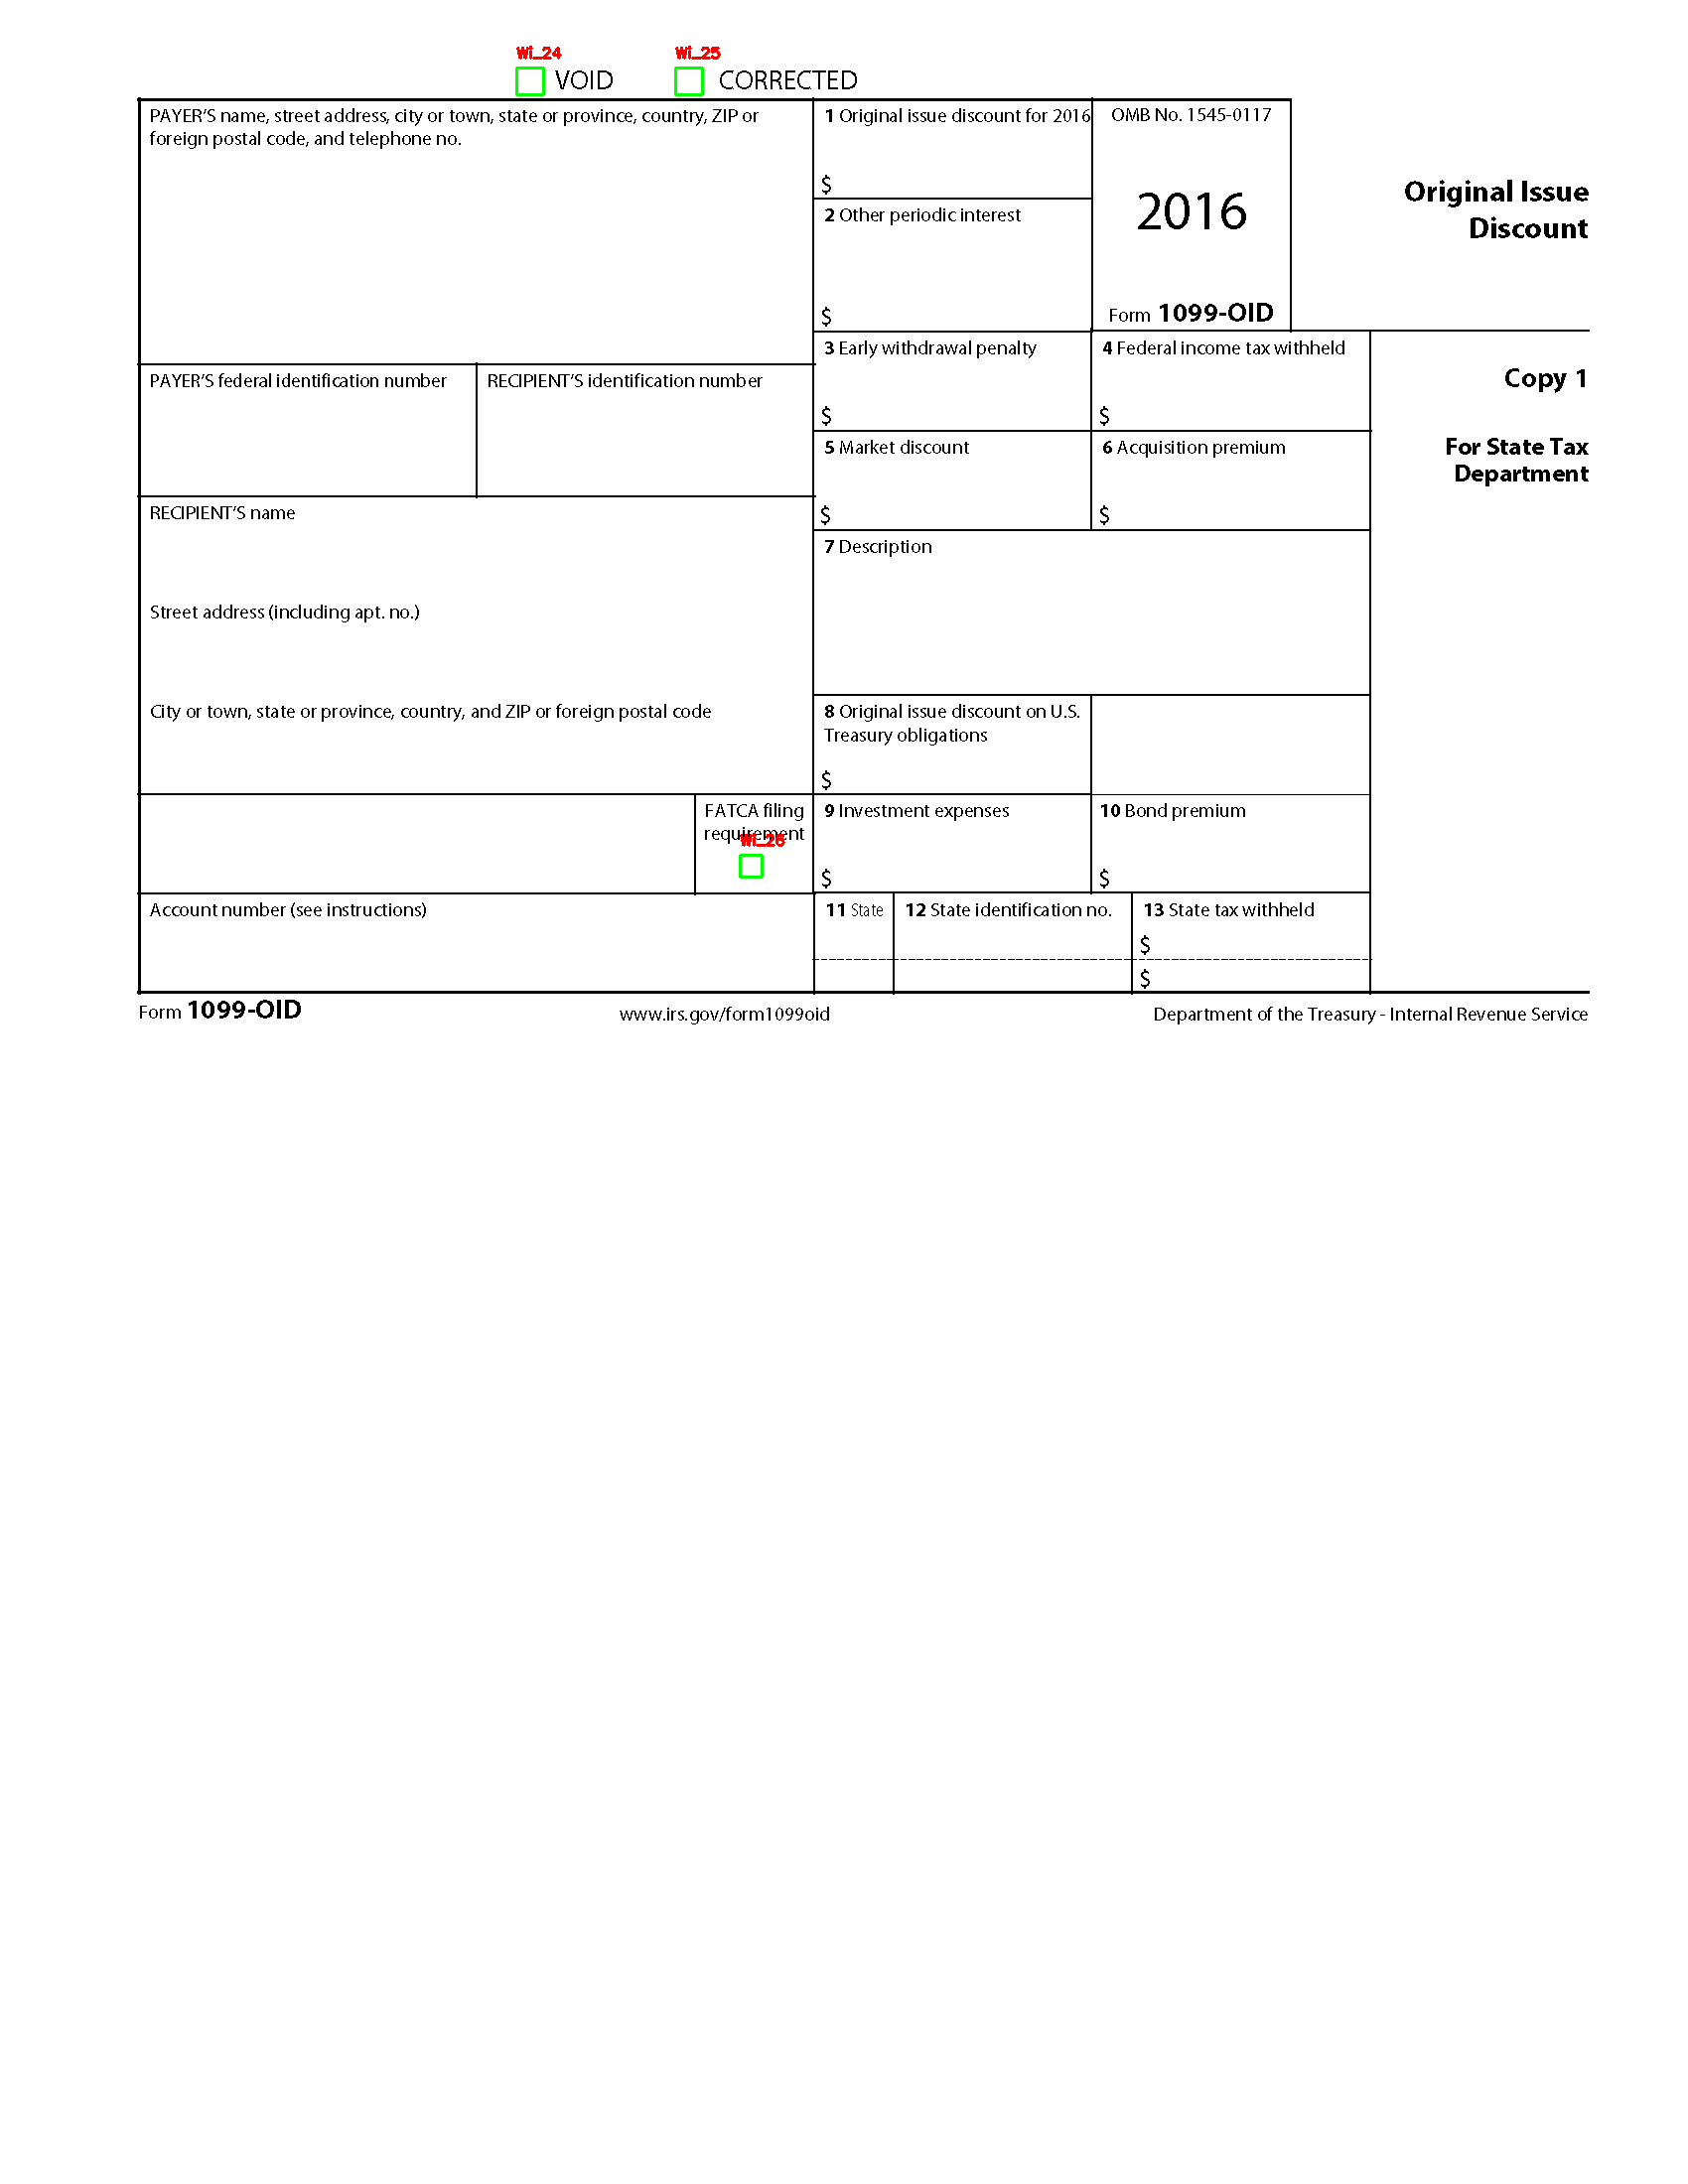 Wi_24
Wi_25
VOID
CORRECTED
PAYER'S name, street address, city or town, state or province, country, ZIP or
foreign postal code, and telephone no.
1 Original issue discount for 2016
$
2 Other periodic interest
$
OMB No. 1545-0117
2016
Form 1099-OID
Original Issue
Discount
PAYER'S federal identification number
RECIPIENT'S identification number
3 Early withdrawal penalty
$
4 Federal income tax withheld
$
Copy 1
For State Tax
Department
5 Market discount
$
6 Acquisition premium
$
RECIPIENT'S name
Street address (including apt. no.)
City or town, state or province, country, and ZIP or foreign postal code
7 Description
8 Original issue discount on U.S.
Treasury obligations
$
FATCA filing
requirement
Wi_26
9 Investment expenses
$
10 Bond premium
$
Account number (see instructions)
11 State
12 State identification no.
13 State tax withheld
$
$
Form 1099-OID
www.irs.gov/form1099oid
Department of the Treasury - Internal Revenue Service